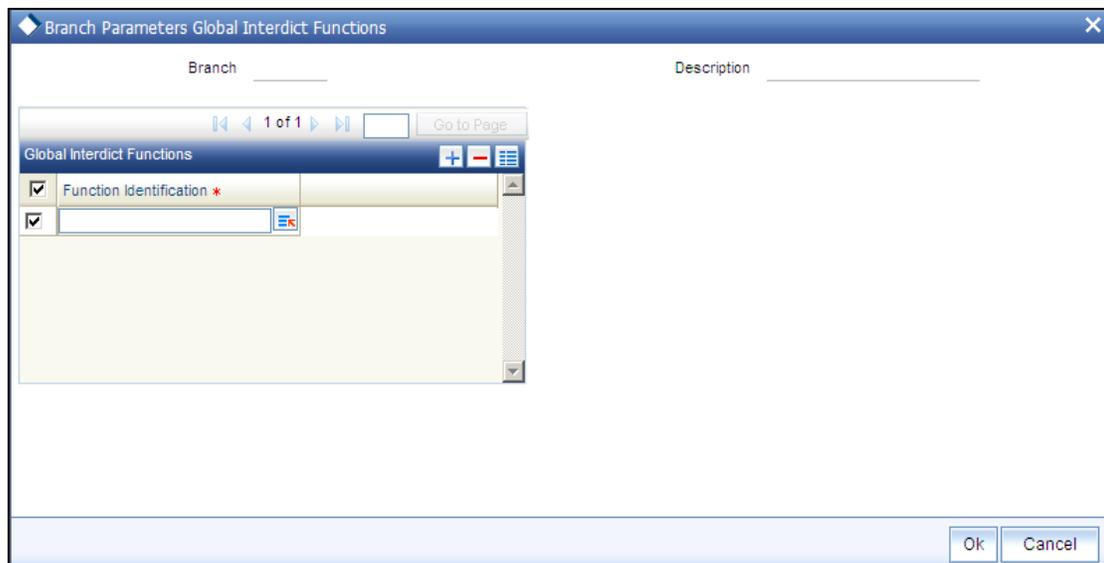 Branch Parameters Global Interdict Functions
Branch
Description
1 of 1
Go to Page
Global Interdict Functions
Function Identification *
Ok
Cancel